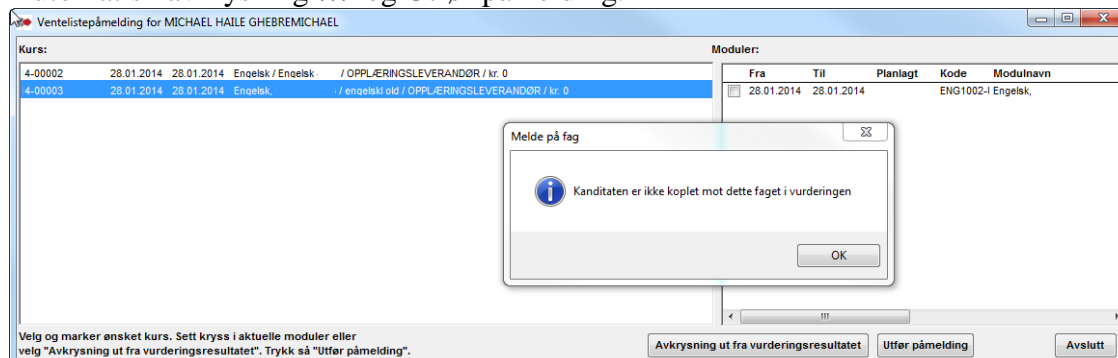 Ventelistepåmelding for MICHAEL HAILE GHEBREMICHAEL
Kurs:
4-00002 28.01.2014 28.01.2014 Engelsk / Engelsk / OPPLÆRINGSLEVERANDØR / kr. 0
4-00003 28.01.2014 28.01.2014 Engelsk, / engelskl old / OPPLÆRINGSLEVERANDØR / kr. 0
Moduler:
Fra Til Planlagt Kode Modulnavn
28.01.2014 28.01.2014 ENG1002-I Engelsk,
Melde på fag
Kanditaten er ikke koplet mot dette faget i vurderingen
OK
Velg og marker ønsket kurs. Sett kryss i aktuelle moduler eller
velg "Avkrysning ut fra vurderingsresultatet". Trykk så "Utfør påmelding".
Avkrysning ut fra vurderingsresultatet
Utfør påmelding
Avslutt